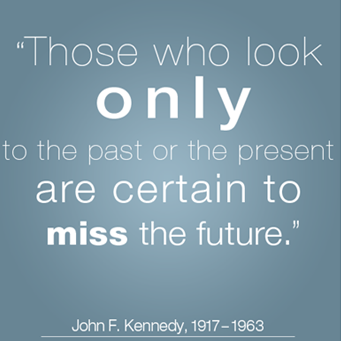 “Those who look
only
to the past or the present
are certain to
miss the future.”
John F. Kennedy, 1917–1963